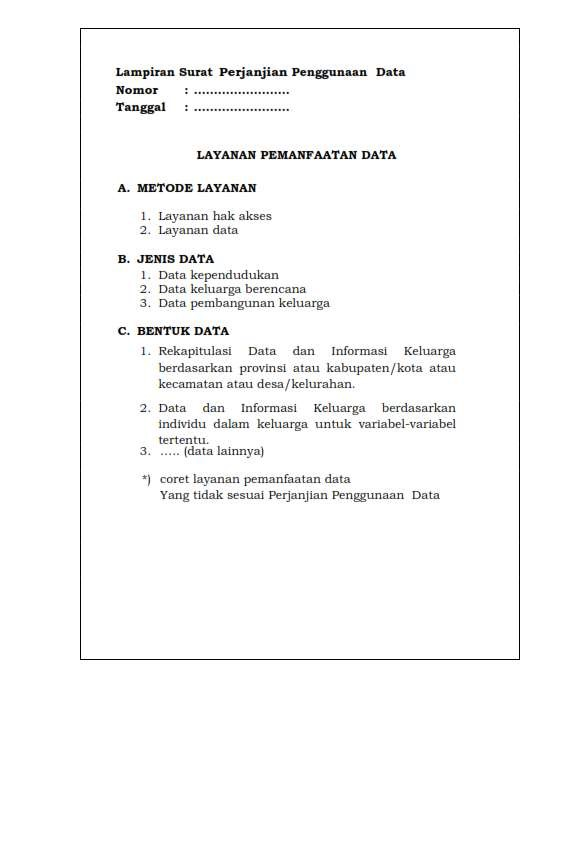 Lampiran Surat Perjanjian Penggunaan Data
Nomor : ........................
Tanggal : ........................
LAYANAN PEMANFAATAN DATA
A. METODE LAYANAN
1. Layanan hak akses
2. Layanan data
B. JENIS DATA
1. Data kependudukan
2. Data keluarga berencana
3. Data pembangunan keluarga
C. BENTUK DATA
1. Rekapitulasi Data dan Informasi Keluarga
berdasarkan provinsi atau kabupaten/kota atau
kecamatan atau desa/kelurahan.
2. Data dan Informasi Keluarga berdasarkan
individu dalam keluarga untuk variabel-variabel
tertentu.
3. ..... (data lainnya)
*) coret layanan pemanfaatan data
Yang tidak sesuai Perjanjian Penggunaan Data